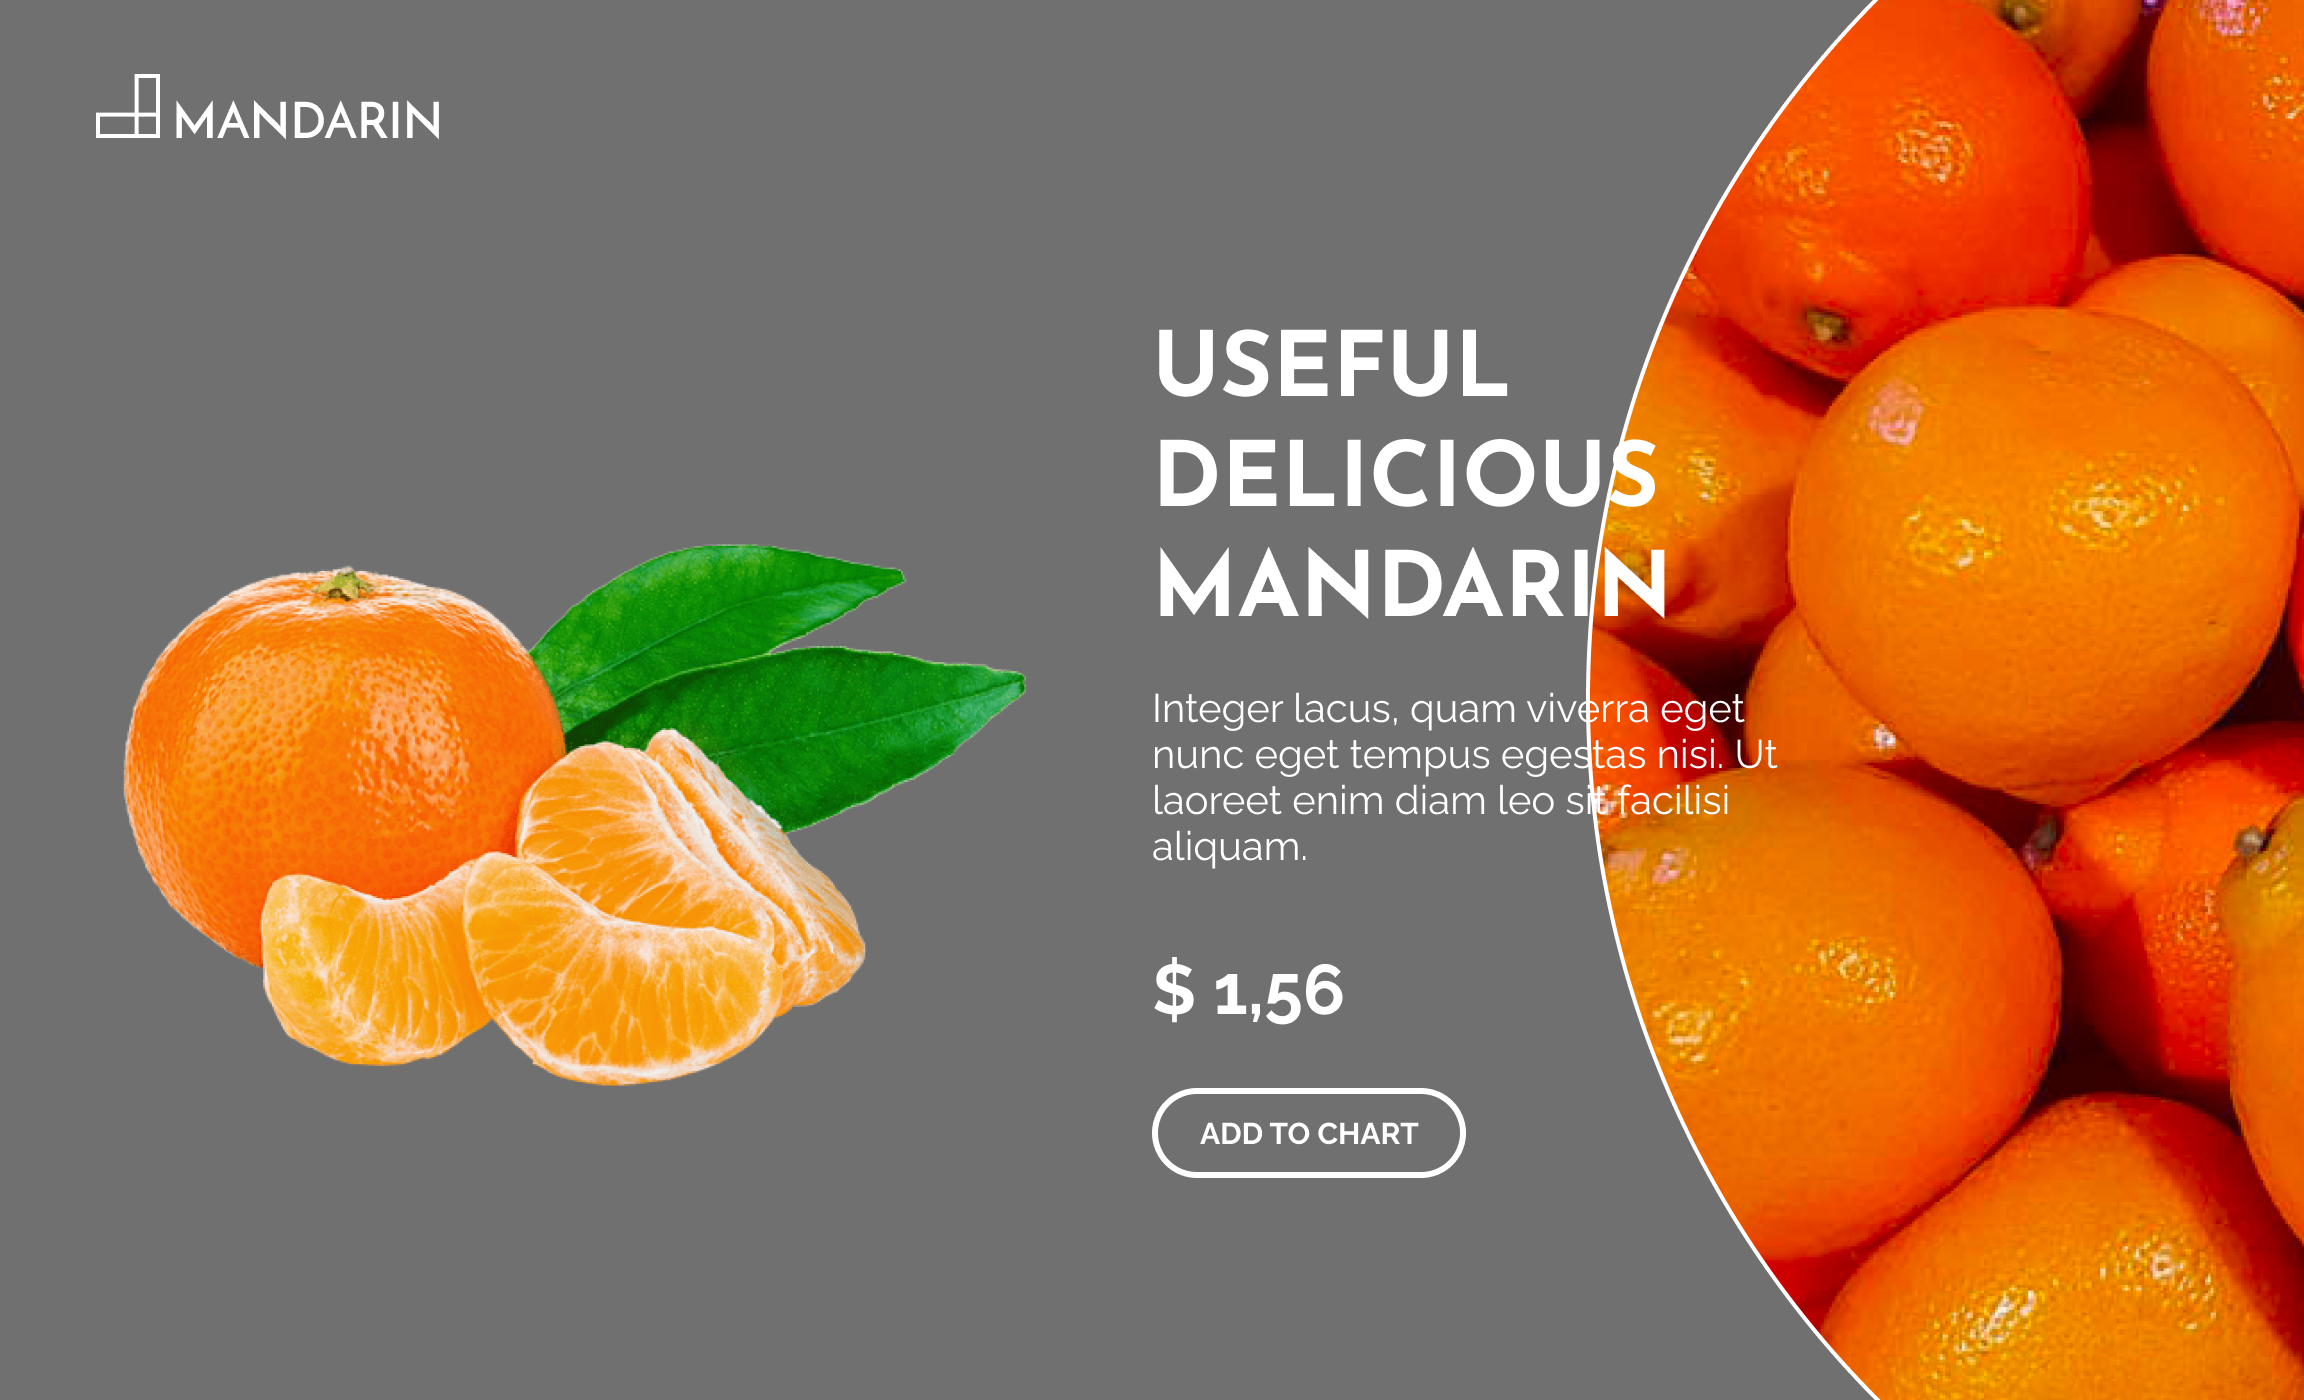 MANDARIN
USEFUL
DELICIOUS
MANDARIN
Integer lacus, quam viverra eget
nunc eget tempus egestas nisi. Ut
laoreet enim diam leo sit facilisi
aliquam.
$ 1,56
ADD TO CHART